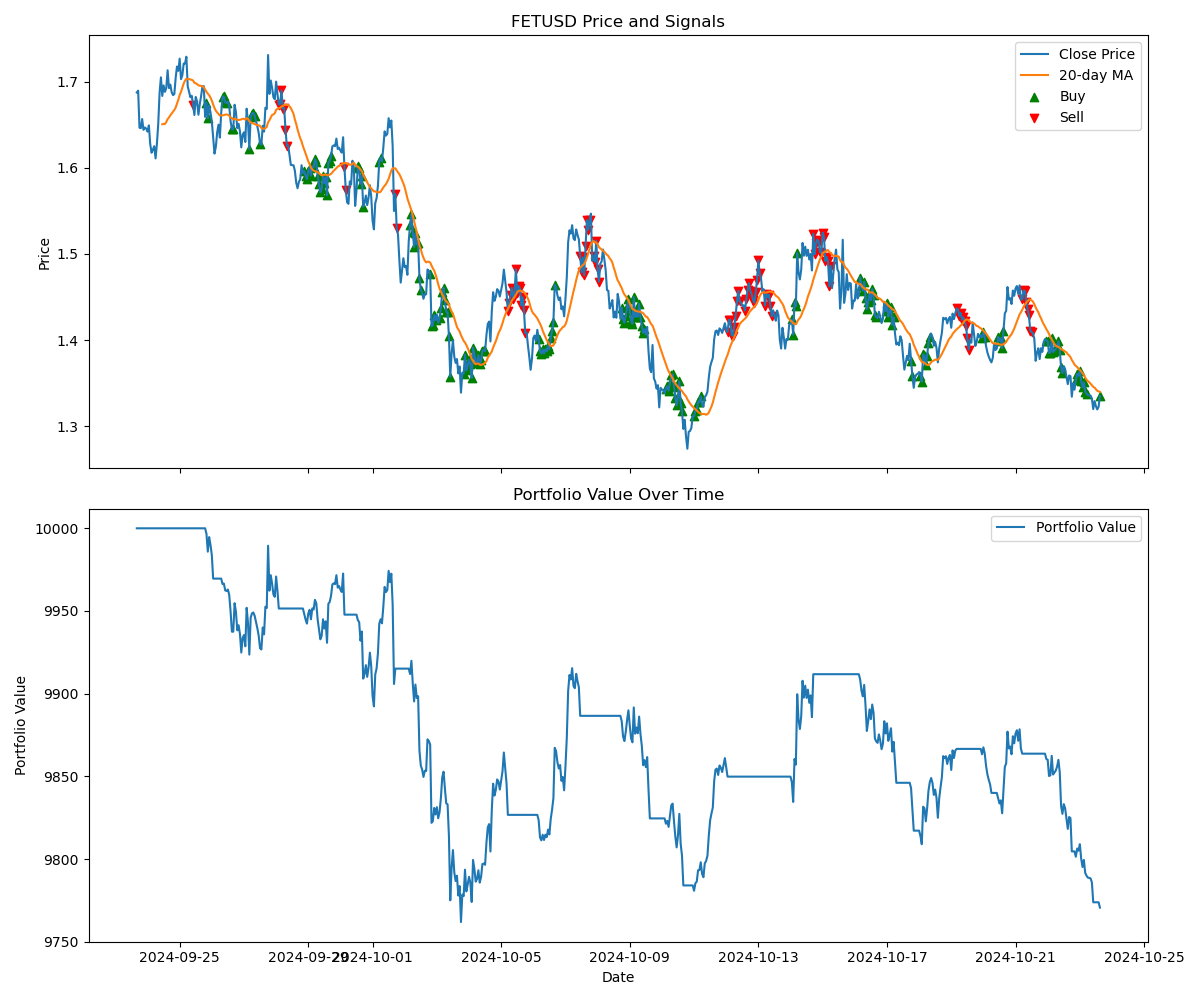 FETUSD Price and Signals
Close Price
20-day MA
Buy
Sell
1.7
1.6
1.5
1.4
1.3
Price
Portfolio Value Over Time
Portfolio Value
10000
9950
9900
9850
9800
9750
Portfolio Value
2024-09-25
2024-09-29
2024-10-01
2024-10-05
2024-10-09
2024-10-13
2024-10-17
2024-10-21
2024-10-25
Date